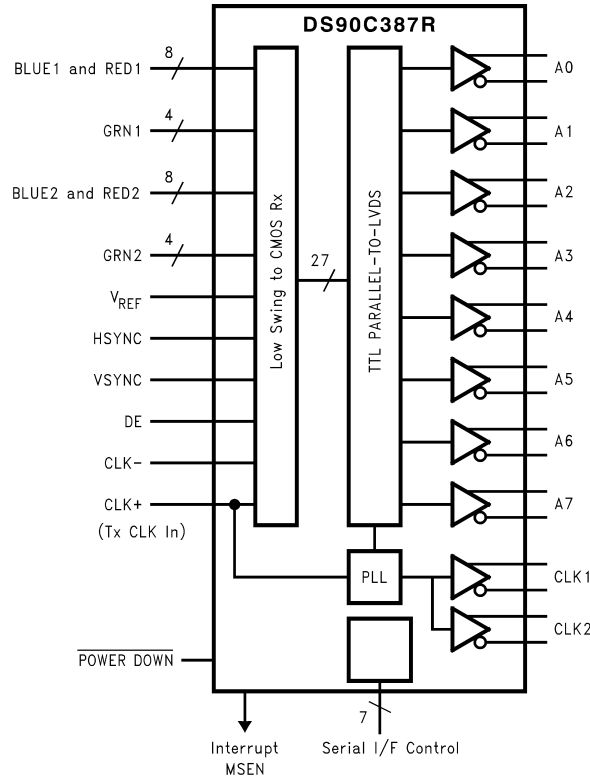 DS90C387R
BLUE1 and RED1
8
GRN1
4
BLUE2 and RED2
8
GRN2
4
VREF
HSYNC
VSYNC
DE
CLK-
CLK+
(Tx CLK In)
POWER DOWN
Low Swing to CMOS Rx
27
TTL PARALLEL-TO-LVDS
PLL
A0
A1
A2
A3
A4
A5
A6
A7
CLK1
CLK2
7
Interrupt
MSEN
Serial I/F Control